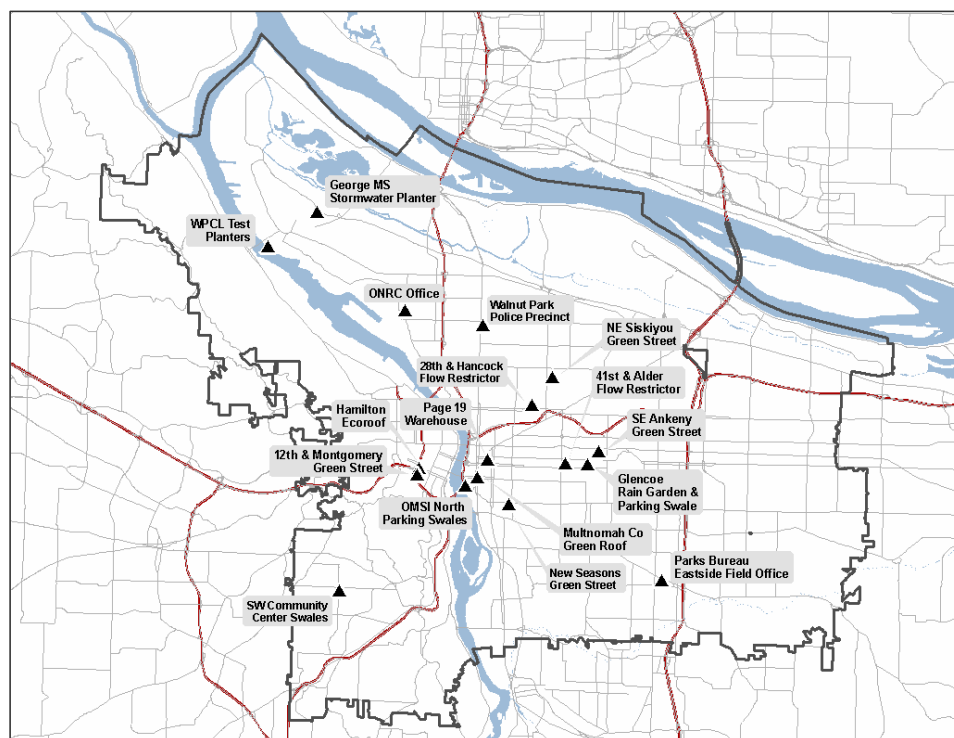 George MS
Stormwater Planter
WPCL Test
Planters
ONRC Office
Walnut Park
Police Precinct
NE Siskiyou
Green Street
28th & Hancock
Flow Restrictor
41st & Alder
Flow Restrictor
Hamilton
Ecoroof
Page 19
Warehouse
SE Ankeny
Green Street
12th & Montgomery
Green Street
Glencoe
Rain Garden &
Parking Swale
OMSI North
Parking Swales
Multnomah Co
Green Roof
New Seasons
Green Street
Parks Bureau
Eastside Field Office
SW Community
Center Swales